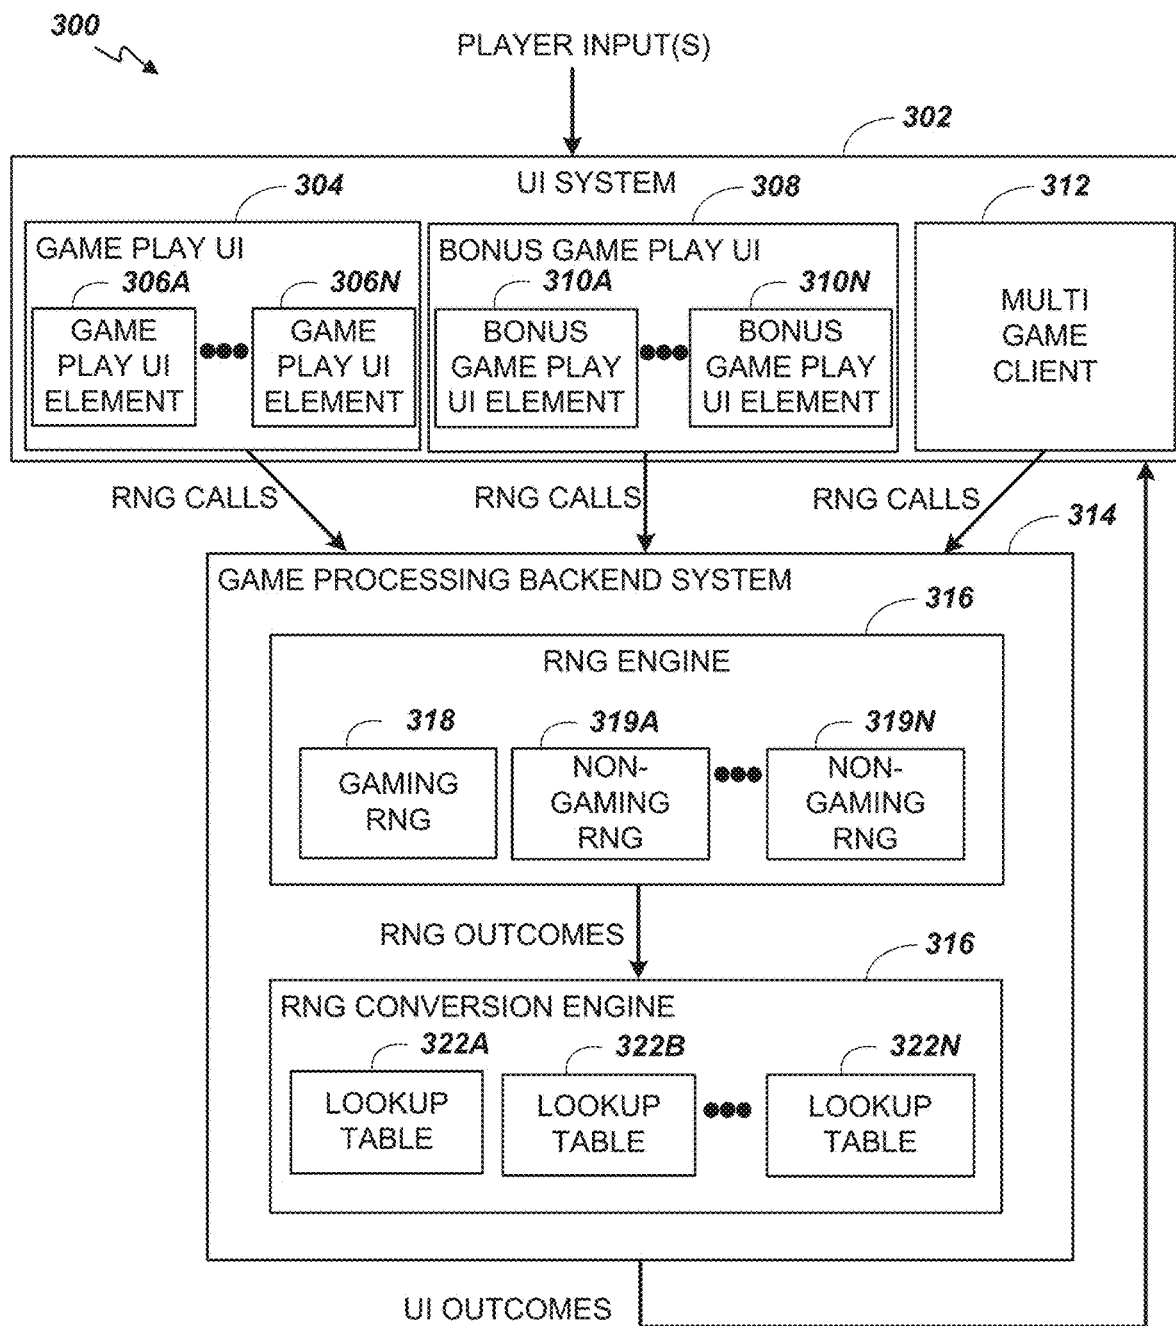 300
PLAYER INPUT(S)
302
UI SYSTEM
304
308
312
GAME PLAY UI
BONUS GAME PLAY UI
306A
306N
310A
310N
GAME
PLAY UI
ELEMENT
GAME
PLAY UI
ELEMENT
BONUS
GAME PLAY
UI ELEMENT
BONUS
GAME PLAY
UI ELEMENT
MULTI
GAME
CLIENT
RNG CALLS
RNG CALLS
RNG CALLS
314
GAME PROCESSING BACKEND SYSTEM
316
RNG ENGINE
318
319A
319N
GAMING
RNG
NON-
GAMING
RNG
NON-
GAMING
RNG
RNG OUTCOMES
316
RNG CONVERSION ENGINE
322A
322B
322N
LOOKUP
TABLE
LOOKUP
TABLE
LOOKUP
TABLE
UI OUTCOMES